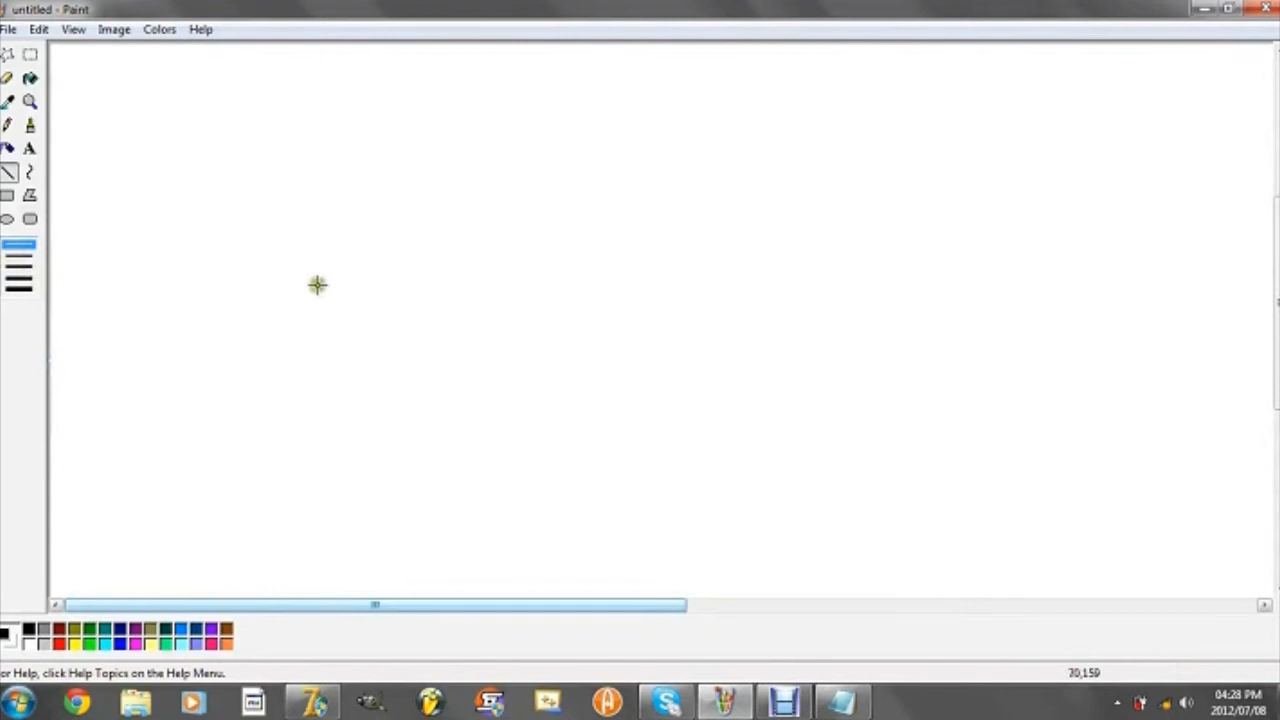 untitled - Paint
File Edit View Image Colors Help
A
or Help, click Help Topics on the Help Menu.
70,159
04:28 PM
2012/07/08